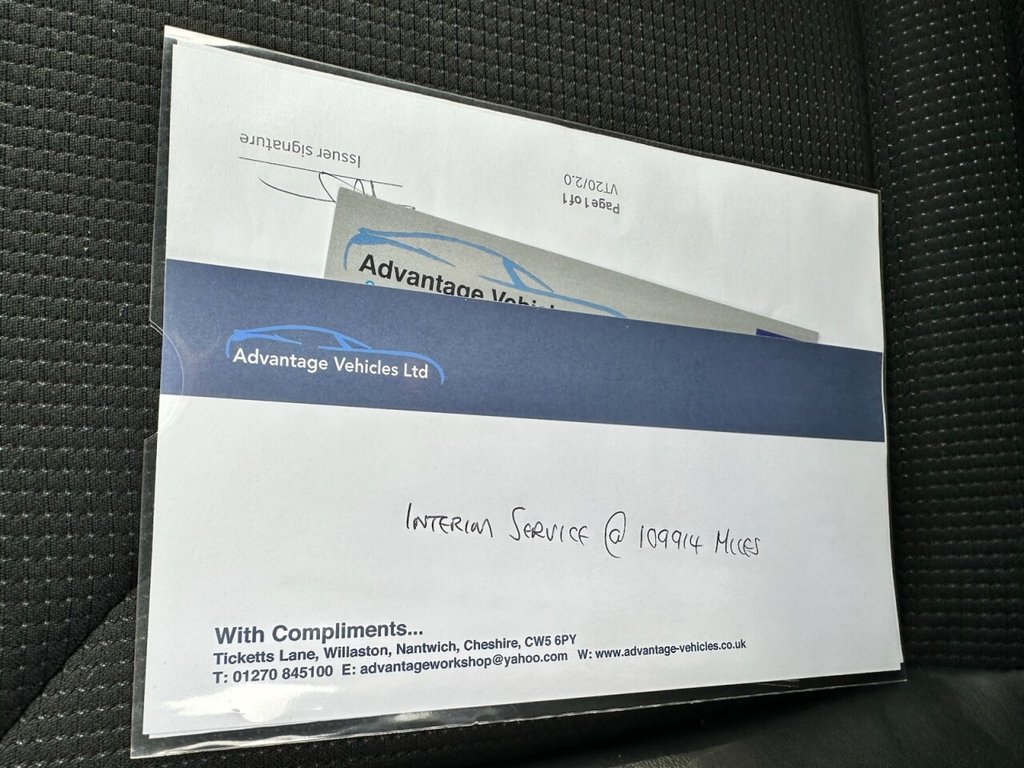 Issuer signature
Page 1 of 1
VT20/2.0
Advantage Vehi
Advantage Vehicles Ltd
INTERIM SERVICE @ 109914 MILES
With Compliments...
Ticketts Lane, Willaston, Nantwich, Cheshire, CW5 6PY
T: 01270 845100 E: advantageworkshop@yahoo.com W: www.advantage-vehicles.co.uk